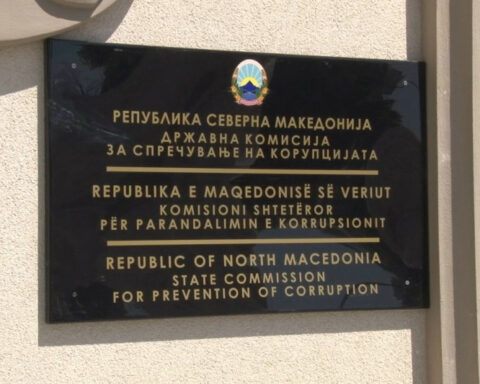 РЕПУБЛИКА СЕВЕРНА МАКЕДОНИЈА
ДРЖАВНА КОМИСИЈА
ЗА СПРЕЧУВАЊЕ НА КОРУПЦИЈАТА
REPUBLIKA E MAQEDONISË SË VERIUT
KOMISIONI SHTETËROR
PËR PARANDALIMIN E KORRUPSIONIT
REPUBLIC OF NORTH MACEDONIA
STATE COMMISSION
FOR PREVENTION OF CORRUPTION